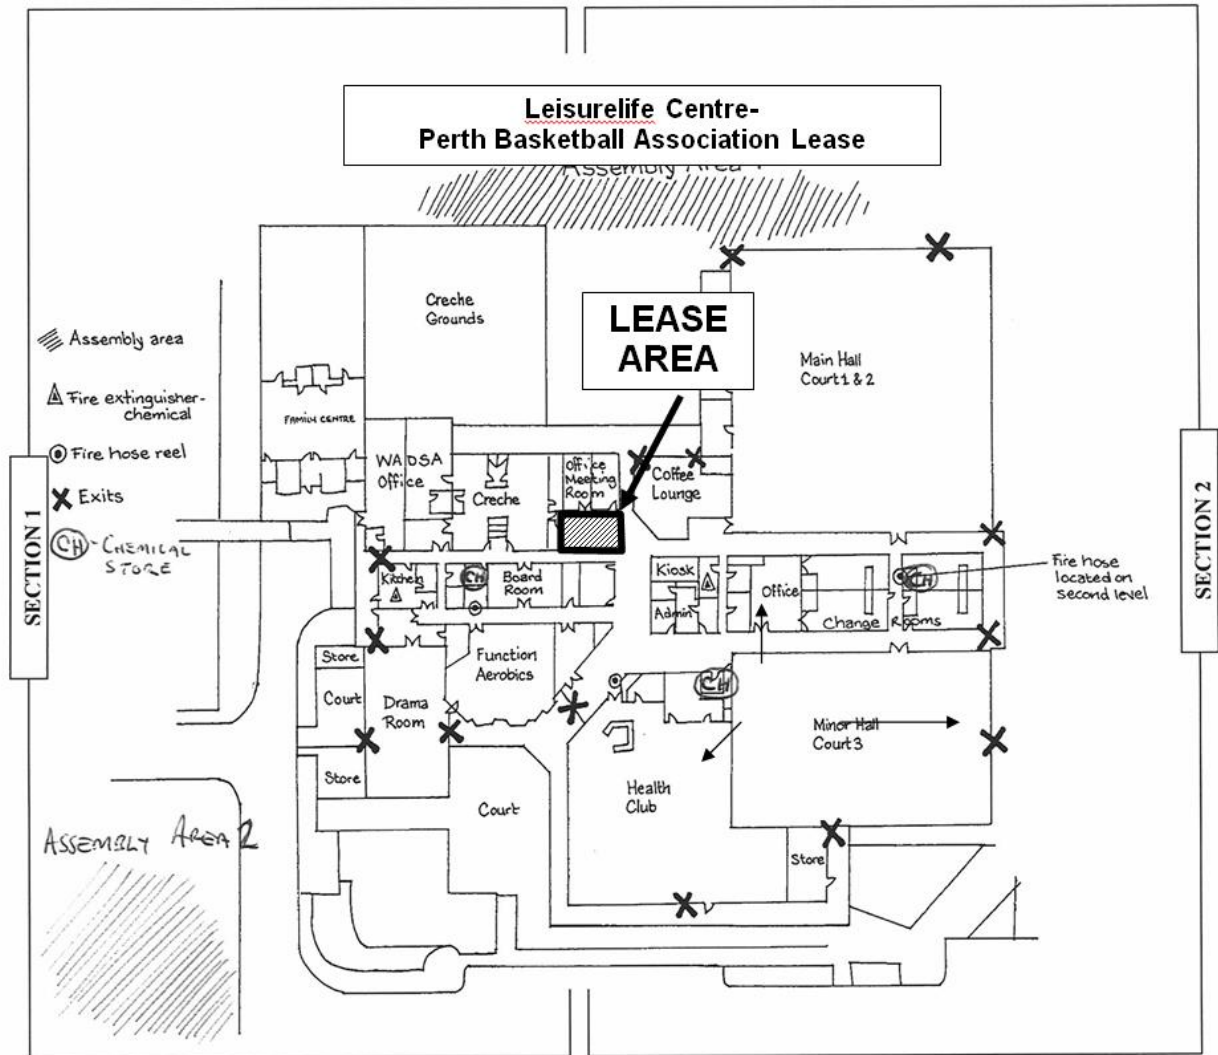 Leisurelife Centre-
Perth Basketball Association Lease
Assembly Area
Creche
Grounds
LEASE
AREA
Main Hall
Court 1 & 2
Assembly area
Fire extinguisher-
chemical
Fire hose reel
Exits
CH - CHEMICAL
STORE
SECTION 1
SECTION 2
FAMILY CENTRE
WADSA
Office
Creche
Office
Meeting
Room
Coffee
Lounge
Kitchen
CH
Board
Room
Kiosk
Admin
Office
CH
Change Rooms
Fire hose
located on
second level
Store
Court
Drama
Room
Function
Aerobics
CH
Minor Hall
Court 3
Store
Court
Health
Club
Store
ASSEMBLY AREA 2